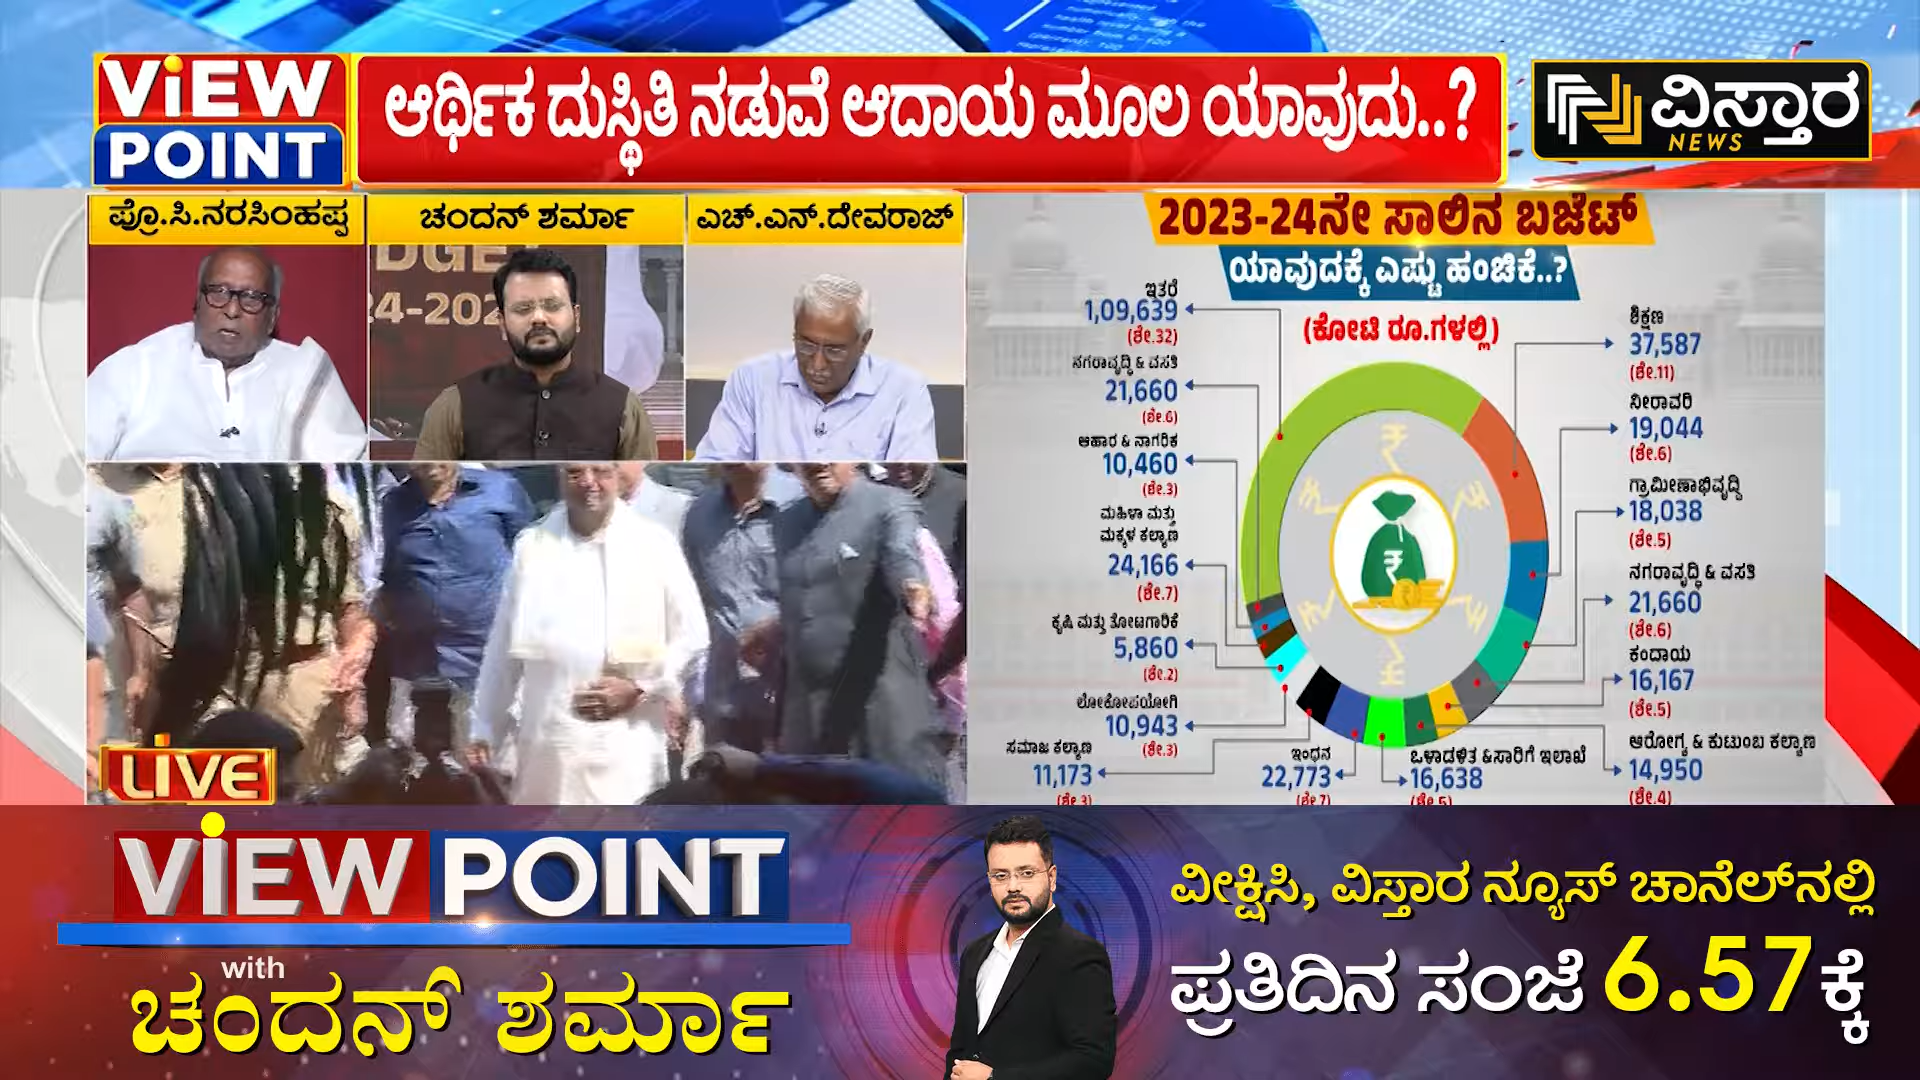 ViEW
POINT
ಆರ್ಥಿಕ ದುಸ್ಥಿತಿ ನಡುವೆ ಆದಾಯ ಮೂಲ ಯಾವುದು..?
ವಿಸ್ತಾರ
NEWS
ಪ್ರೊ.ಸಿ.ನರಸಿಂಹಪ್ಪ
ಚಂದನ್ ಶರ್ಮಾ
ಎಚ್.ಎನ್.ದೇವರಾಜ್
2023-24ನೇ ಸಾಲಿನ ಬಜೆಟ್
ಯಾವುದಕ್ಕೆ ಎಷ್ಟು ಹಂಚಿಕೆ..?
(ಕೋಟಿ ರೂ.ಗಳಲ್ಲಿ)
ಇತರೆ
1,09,639
(ಶೇ.32)
ನಗರಾವೃದ್ಧಿ & ವಸತಿ
21,660
(ಶೇ.6)
ಆಹಾರ & ನಾಗರಿಕ
10,460
(ಶೇ.3)
ಮಹಿಳಾ ಮತ್ತು
ಮಕ್ಕಳ ಕಲ್ಯಾಣ
24,166
(ಶೇ.7)
ಕೃಷಿ ಮತ್ತು ತೋಟಗಾರಿಕೆ
5,860
(ಶೇ.2)
ಲೋಕೋಪಯೋಗಿ
10,943
(ಶೇ.3)
ಸಮಾಜ ಕಲ್ಯಾಣ
11,173
(ಶೇ.3)
ಇಂಧನ
22,773
(ಶೇ.7)
ಒಳಾಡಳಿತ &ಸಾರಿಗೆ ಇಲಾಖೆ
16,638
(ಶೇ.5)
ಶಿಕ್ಷಣ
37,587
(ಶೇ.11)
ನೀರಾವರಿ
19,044
(ಶೇ.6)
ಗ್ರಾಮೀಣಾಭಿವೃದ್ಧಿ
18,038
(ಶೇ.5)
ನಗರಾವೃದ್ಧಿ & ವಸತಿ
21,660
(ಶೇ.6)
ಕಂದಾಯ
16,167
(ಶೇ.5)
ಆರೋಗ್ಯ & ಕುಟುಂಬ ಕಲ್ಯಾಣ
14,950
(ಶೇ.4)
LIVE
ViEW POINT
with
ಚಂದನ್ ಶರ್ಮಾ
ವೀಕ್ಷಿಸಿ, ವಿಸ್ತಾರ ನ್ಯೂಸ್ ಚಾನೆಲ್‌ನಲ್ಲಿ
ಪ್ರತಿದಿನ ಸಂಜೆ 6.57ಕ್ಕೆ